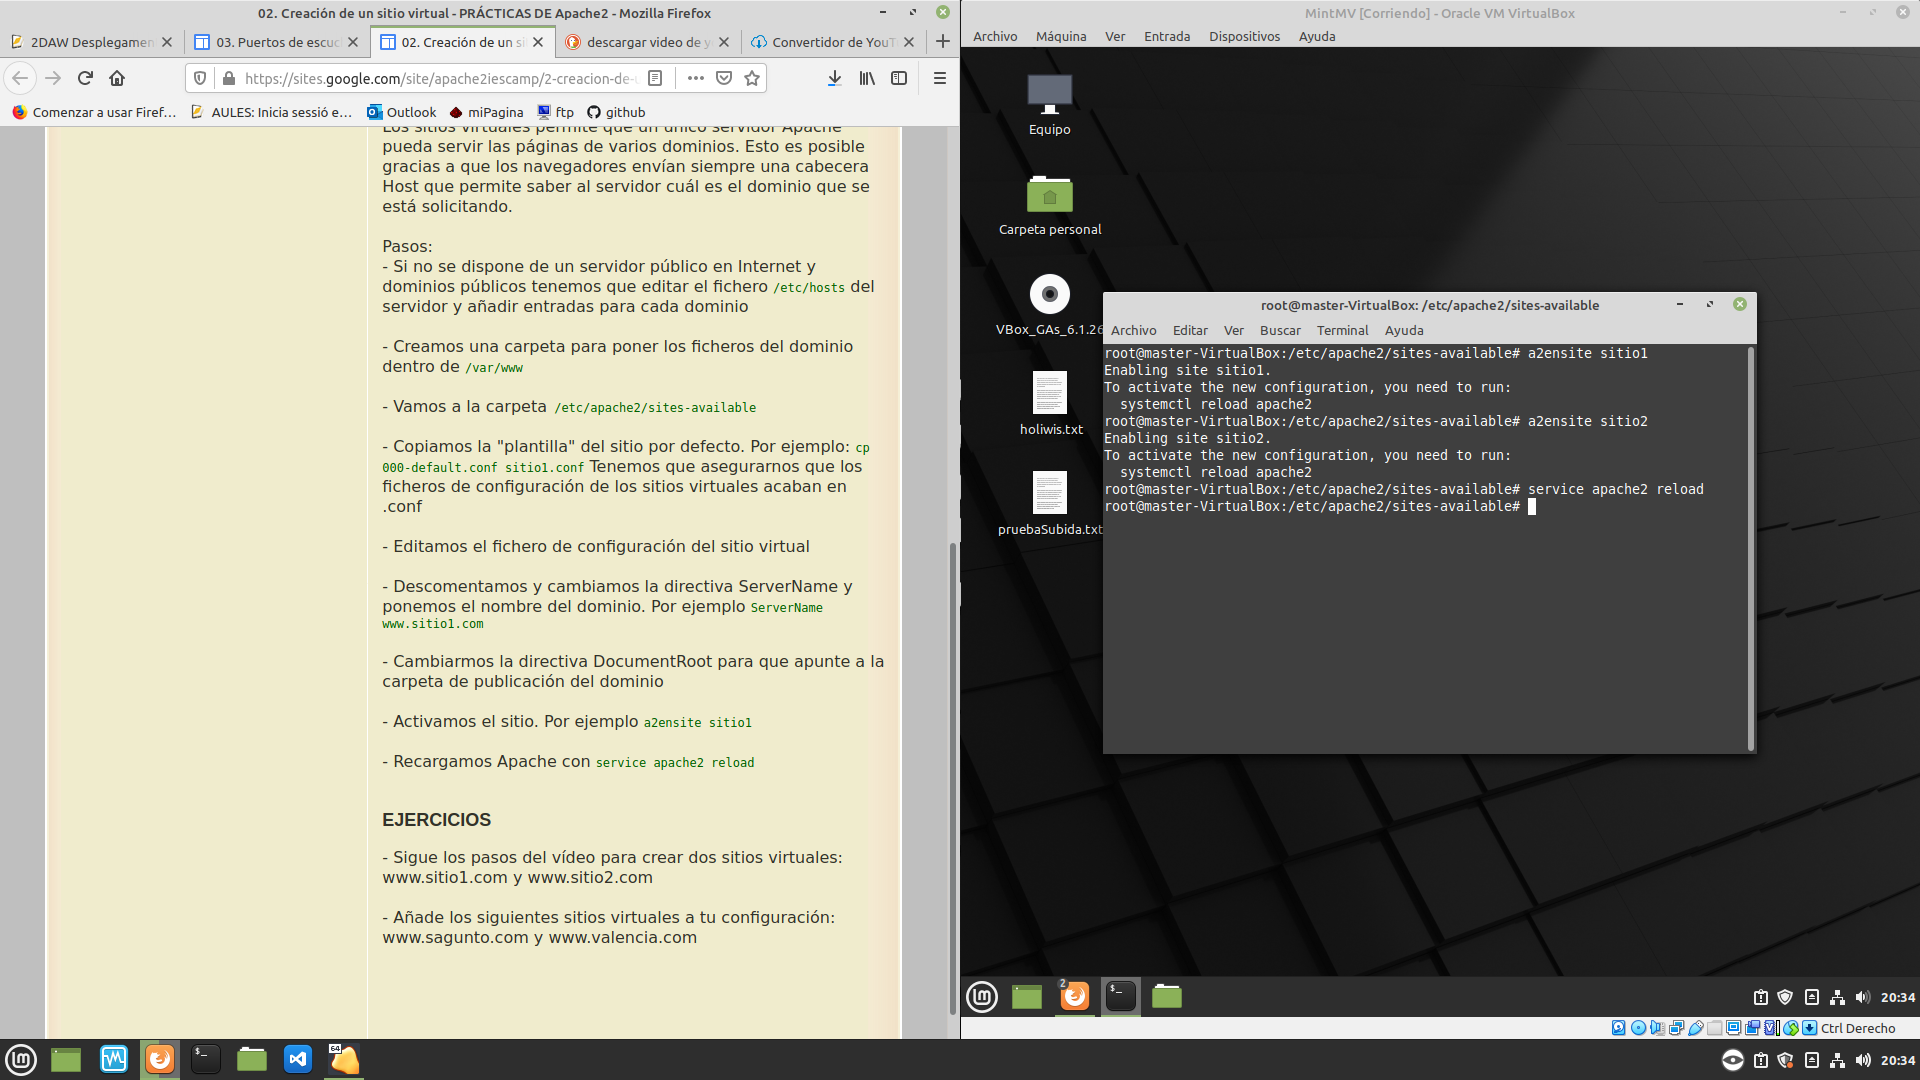 02. Creación de un sitio virtual - PRÁCTICAS DE Apache2 - Mozilla Firefox
2DAW Desplegamen
03. Puertos de escuc
02. Creación de un si
descargar video de y
Convertidor de YouT
https://sites.google.com/site/apache2iescamp/2-creacion-de-
Comenzar a usar Firef…
AULES: Inicia sessió e…
Outlook
miPagina
ftp
github
Los sitios virtuales permite que un único servidor Apache
pueda servir las páginas de varios dominios. Esto es posible
gracias a que los navegadores envían siempre una cabecera
Host que permite saber al servidor cuál es el dominio que se
está solicitando.
Pasos:
- Si no se dispone de un servidor público en Internet y
dominios públicos tenemos que editar el fichero /etc/hosts del
servidor y añadir entradas para cada dominio
- Creamos una carpeta para poner los ficheros del dominio
dentro de /var/www
- Vamos a la carpeta /etc/apache2/sites-available
- Copiamos la "plantilla" del sitio por defecto. Por ejemplo: cp
000-default.conf sitio1.conf Tenemos que asegurarnos que los
ficheros de configuración de los sitios virtuales acaban en
.conf
- Editamos el fichero de configuración del sitio virtual
- Descomentamos y cambiamos la directiva ServerName y
ponemos el nombre del dominio. Por ejemplo ServerName
www.sitio1.com
- Cambiarmos la directiva DocumentRoot para que apunte a la
carpeta de publicación del dominio
- Activamos el sitio. Por ejemplo a2ensite sitio1
- Recargamos Apache con service apache2 reload
EJERCICIOS
- Sigue los pasos del vídeo para crear dos sitios virtuales:
www.sitio1.com y www.sitio2.com
- Añade los siguientes sitios virtuales a tu configuración:
www.sagunto.com y www.valencia.com
64
20:34
MintMV [Corriendo] - Oracle VM VirtualBox
Archivo Máquina Ver Entrada Dispositivos Ayuda
Equipo
Carpeta personal
VBox_GAs_6.1.26
holiwis.txt
pruebaSubida.txt
root@master-VirtualBox: /etc/apache2/sites-available
Archivo Editar Ver Buscar Terminal Ayuda
root@master-VirtualBox:/etc/apache2/sites-available# a2ensite sitio1
Enabling site sitio1.
To activate the new configuration, you need to run:
systemctl reload apache2
root@master-VirtualBox:/etc/apache2/sites-available# a2ensite sitio2
Enabling site sitio2.
To activate the new configuration, you need to run:
systemctl reload apache2
root@master-VirtualBox:/etc/apache2/sites-available# service apache2 reload
root@master-VirtualBox:/etc/apache2/sites-available#
2
20:34
Ctrl Derecho